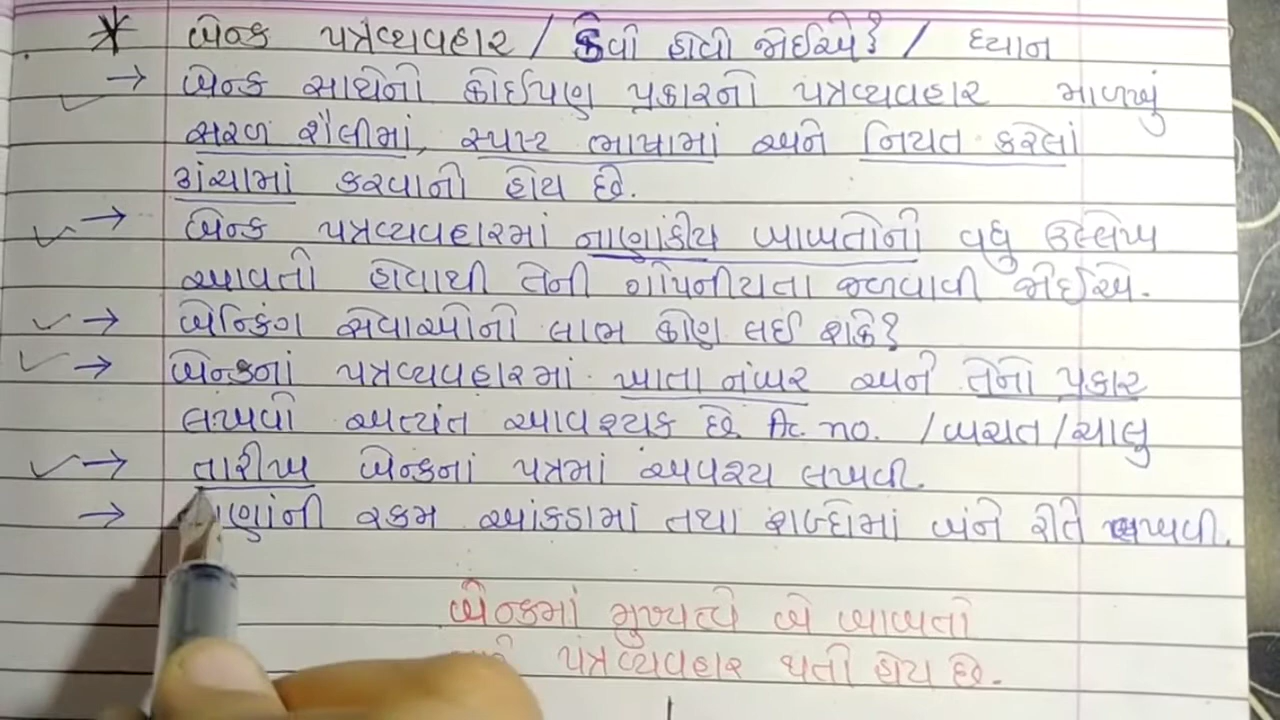 * બેન્ક પત્રવ્યવહાર / કેવો હોવો જોઈએ? / ધ્યાન
→ બેન્ક સાથેનો કોઈપણ પ્રકારનો પત્રવ્યવહાર માળખું
સરળ શૈલીમાં, સ્પષ્ટ ભાષામાં અને નિયત કરેલાં
ઢાંચામાં કરવાનો હોય છે.
→ બેન્ક પત્રવ્યવહારમાં નાણાંકીય બાબતોનો વધુ ઉલ્લેખ
આવતો હોવાથી તેની ગોપનીયતા જાળવવી જોઈએ.
→ બેન્કિંગ સેવાઓનો લાભ કોણ લઈ શકે?
→ બેન્કનાં પત્રવ્યવહારમાં ખાતા નંબર અને તેનો પ્રકાર
લખવો અત્યંત આવશ્યક છે Ac. no. /બચત/ચાલુ
→ તારીખ બેન્કનાં પત્રમાં અવશ્ય લખવી.
→ રકમ આંકડામાં તથા શબ્દોમાં બંને રીતે લખવી.
બેન્કમાં મુખ્યત્વે બે બાબતો
પત્રવ્યવહાર થતો હોય છે.